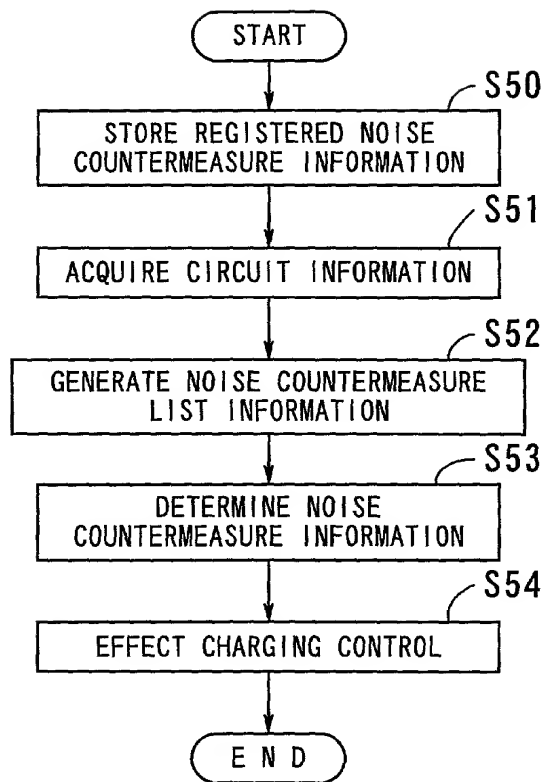 START
S50
STORE REGISTERED NOISE
COUNTERMEASURE INFORMATION
S51
ACQUIRE CIRCUIT INFORMATION
S52
GENERATE NOISE COUNTERMEASURE
LIST INFORMATION
S53
DETERMINE NOISE
COUNTERMEASURE INFORMATION
S54
EFFECT CHARGING CONTROL
END